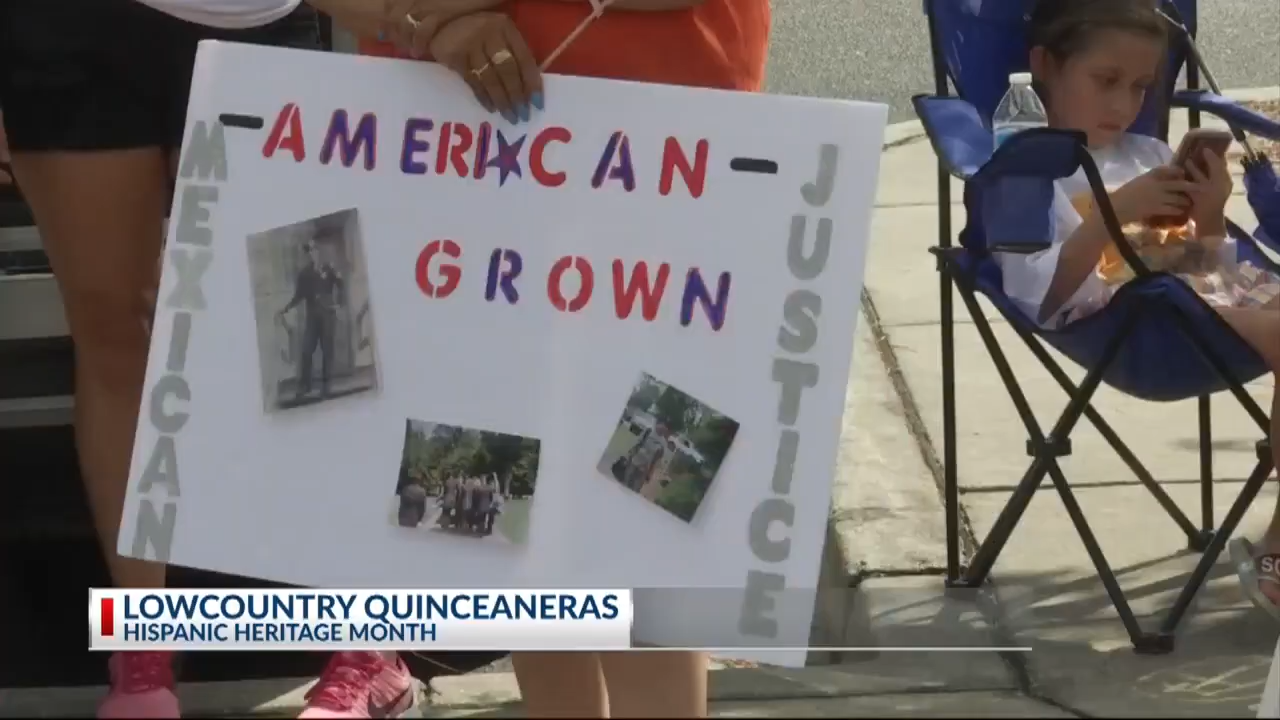 -AMERICAN-
GROWN
MEXICAN
JUSTICE
LOWCOUNTRY QUINCEANERAS
HISPANIC HERITAGE MONTH